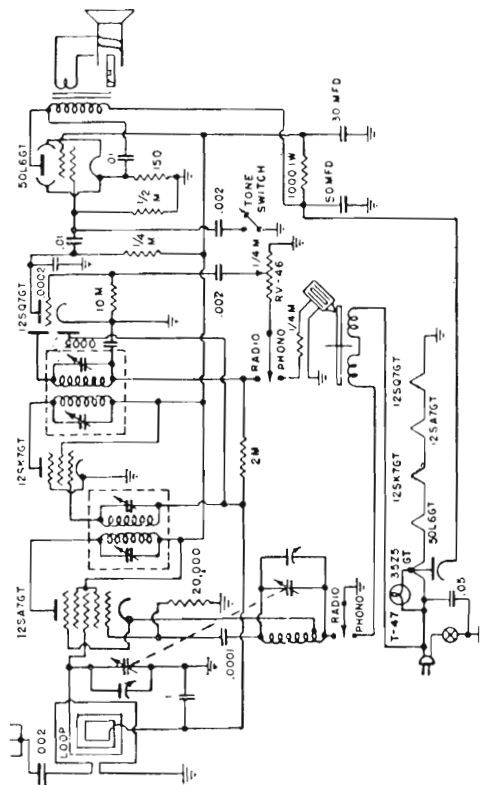 50L6GT
.01
150
1/2 M
30 MFD
1000 1W
50 MFD
.01
1/4 M
.002
TONE SWITCH
12SQ7GT
.0002
10 M
.002
1/4 M
RV-46
RADIO
PHONO
1/4 M
12SK7GT
2M
12SA7GT
20,000
.0001
RADIO
PHONO
.002
LOOP
.1
12SQ7GT
12SA7GT
12SK7GT
50L6GT
35Z5
GT
T-47
.05